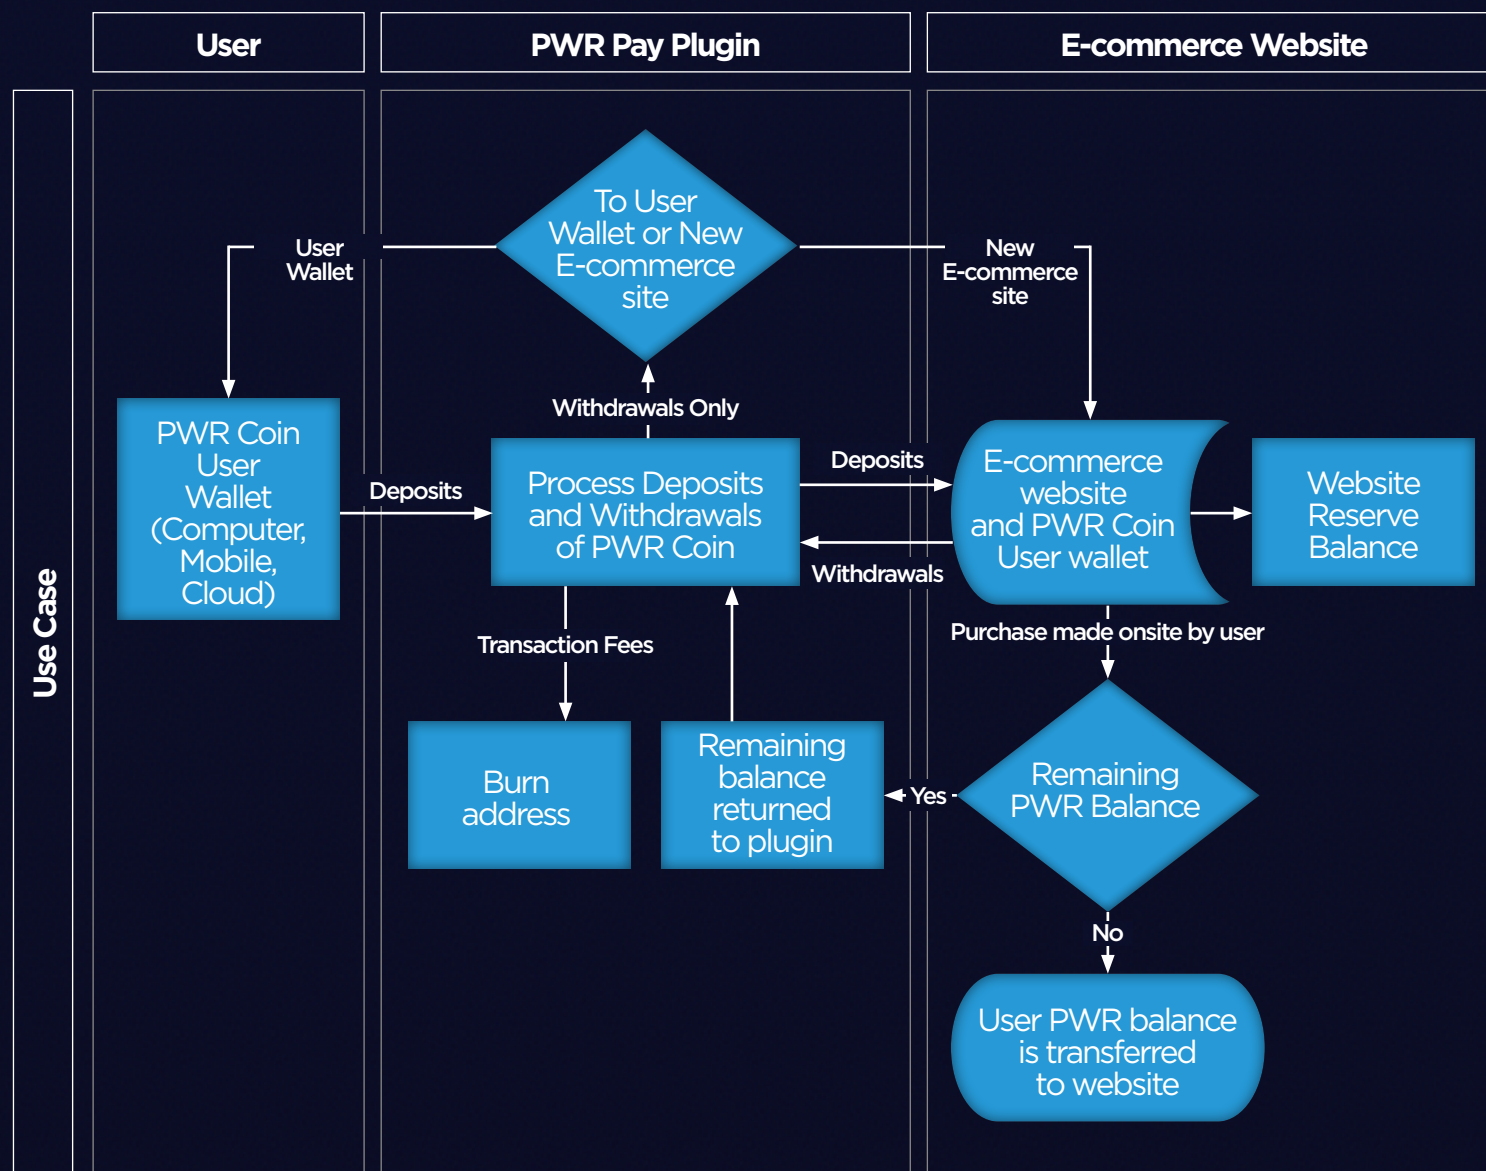 User
PWR Pay Plugin
E-commerce Website
Use Case
To User
Wallet or New
E-commerce
site
User
Wallet
New
E-commerce
site
Withdrawals Only
PWR Coin
User
Wallet
(Computer,
Mobile,
Cloud)
Deposits
Process Deposits
and Withdrawals
of PWR Coin
Deposits
Withdrawals
E-commerce
website
and PWR Coin
User wallet
Website
Reserve
Balance
Transaction Fees
Purchase made onsite by user
Burn
address
Remaining
balance
returned
to plugin
Yes
Remaining
PWR Balance
No
User PWR balance
is transferred
to website